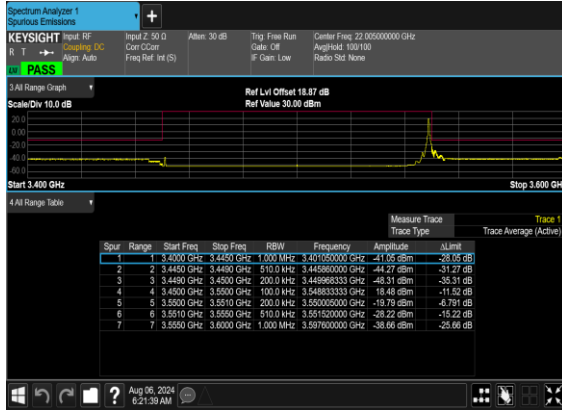 Spectrum Analyzer 1
Spurious Emissions
KEYSIGHT Input: RF Input Z: 50 Ω Atten: 30 dB Trig: Free Run Center Freq: 22.005000000 GHz
R T Coupling: DC Corr CCorr Gate: Off Avg|Hold: 100/100
Align: Auto Freq Ref: Int (S) IF Gain: Low Radio Std: None
PASS
3 All Range Graph
Ref Lvl Offset 18.87 dB
Scale/Div 10.0 dB Ref Value 30.00 dBm
20.0
0.00
-20.0
-40.0
-60.0
Start 3.400 GHz Stop 3.600 GH
4 All Range Table
Measure Trace Trace 1
Trace Type Trace Average (Active)
Spur Range Start Freq Stop Freq RBW Frequency Amplitude ΔLimit
1 1 3.4000 GHz 3.4450 GHz 1.000 MHz 3.401050000 GHz -41.05 dBm -28.05 dB
2 2 3.4450 GHz 3.4490 GHz 510.0 kHz 3.445860000 GHz -44.27 dBm -31.27 dB
3 3 3.4490 GHz 3.4500 GHz 200.0 kHz 3.449968333 GHz -48.31 dBm -35.31 dB
4 4 3.4500 GHz 3.5500 GHz 100.0 kHz 3.548833333 GHz 18.48 dBm -11.52 dB
5 5 3.5500 GHz 3.5510 GHz 200.0 kHz 3.550005000 GHz -19.79 dBm -6.791 dB
6 6 3.5510 GHz 3.5550 GHz 510.0 kHz 3.551520000 GHz -28.22 dBm -15.22 dB
7 7 3.5550 GHz 3.6000 GHz 1.000 MHz 3.597600000 GHz -38.66 dBm -25.66 dB
Aug 06, 2024
6:21:39 AM